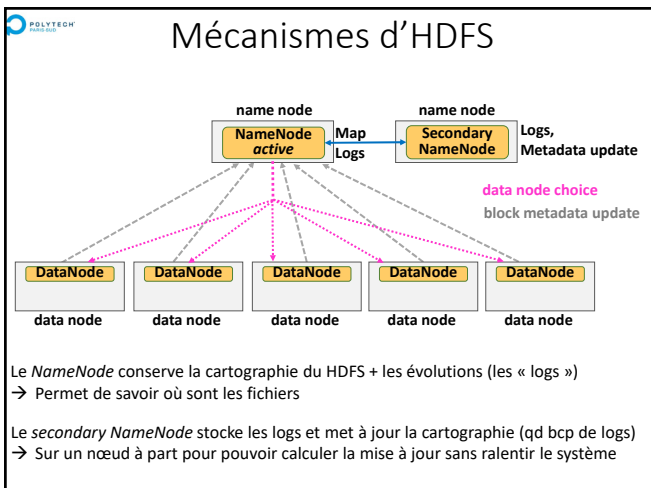 POLYTECH'
PARIS-SUD
Mécanismes d'HDFS
name node
name node
NameNode
active
Map
Logs
Secondary
NameNode
Logs,
Metadata update
data node choice
block metadata update
DataNode
DataNode
DataNode
DataNode
DataNode
data node
data node
data node
data node
data node
Le NameNode conserve la cartographie du HDFS + les évolutions (les « logs »)
→ Permet de savoir où sont les fichiers
Le secondary NameNode stocke les logs et met à jour la cartographie (qd bcp de logs)
→ Sur un nœud à part pour pouvoir calculer la mise à jour sans ralentir le système